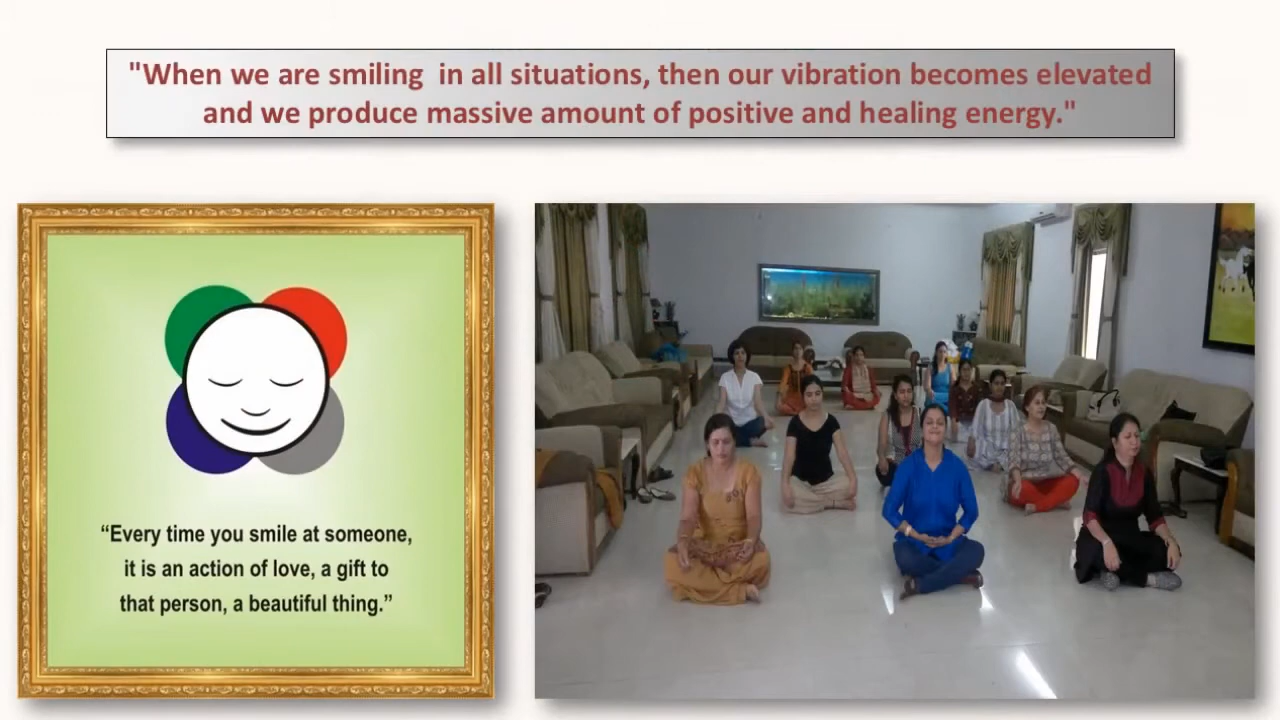 "When we are smiling  in all situations, then our vibration becomes elevated
and we produce massive amount of positive and healing energy."
“Every time you smile at someone,
it is an action of love, a gift to
that person, a beautiful thing.”